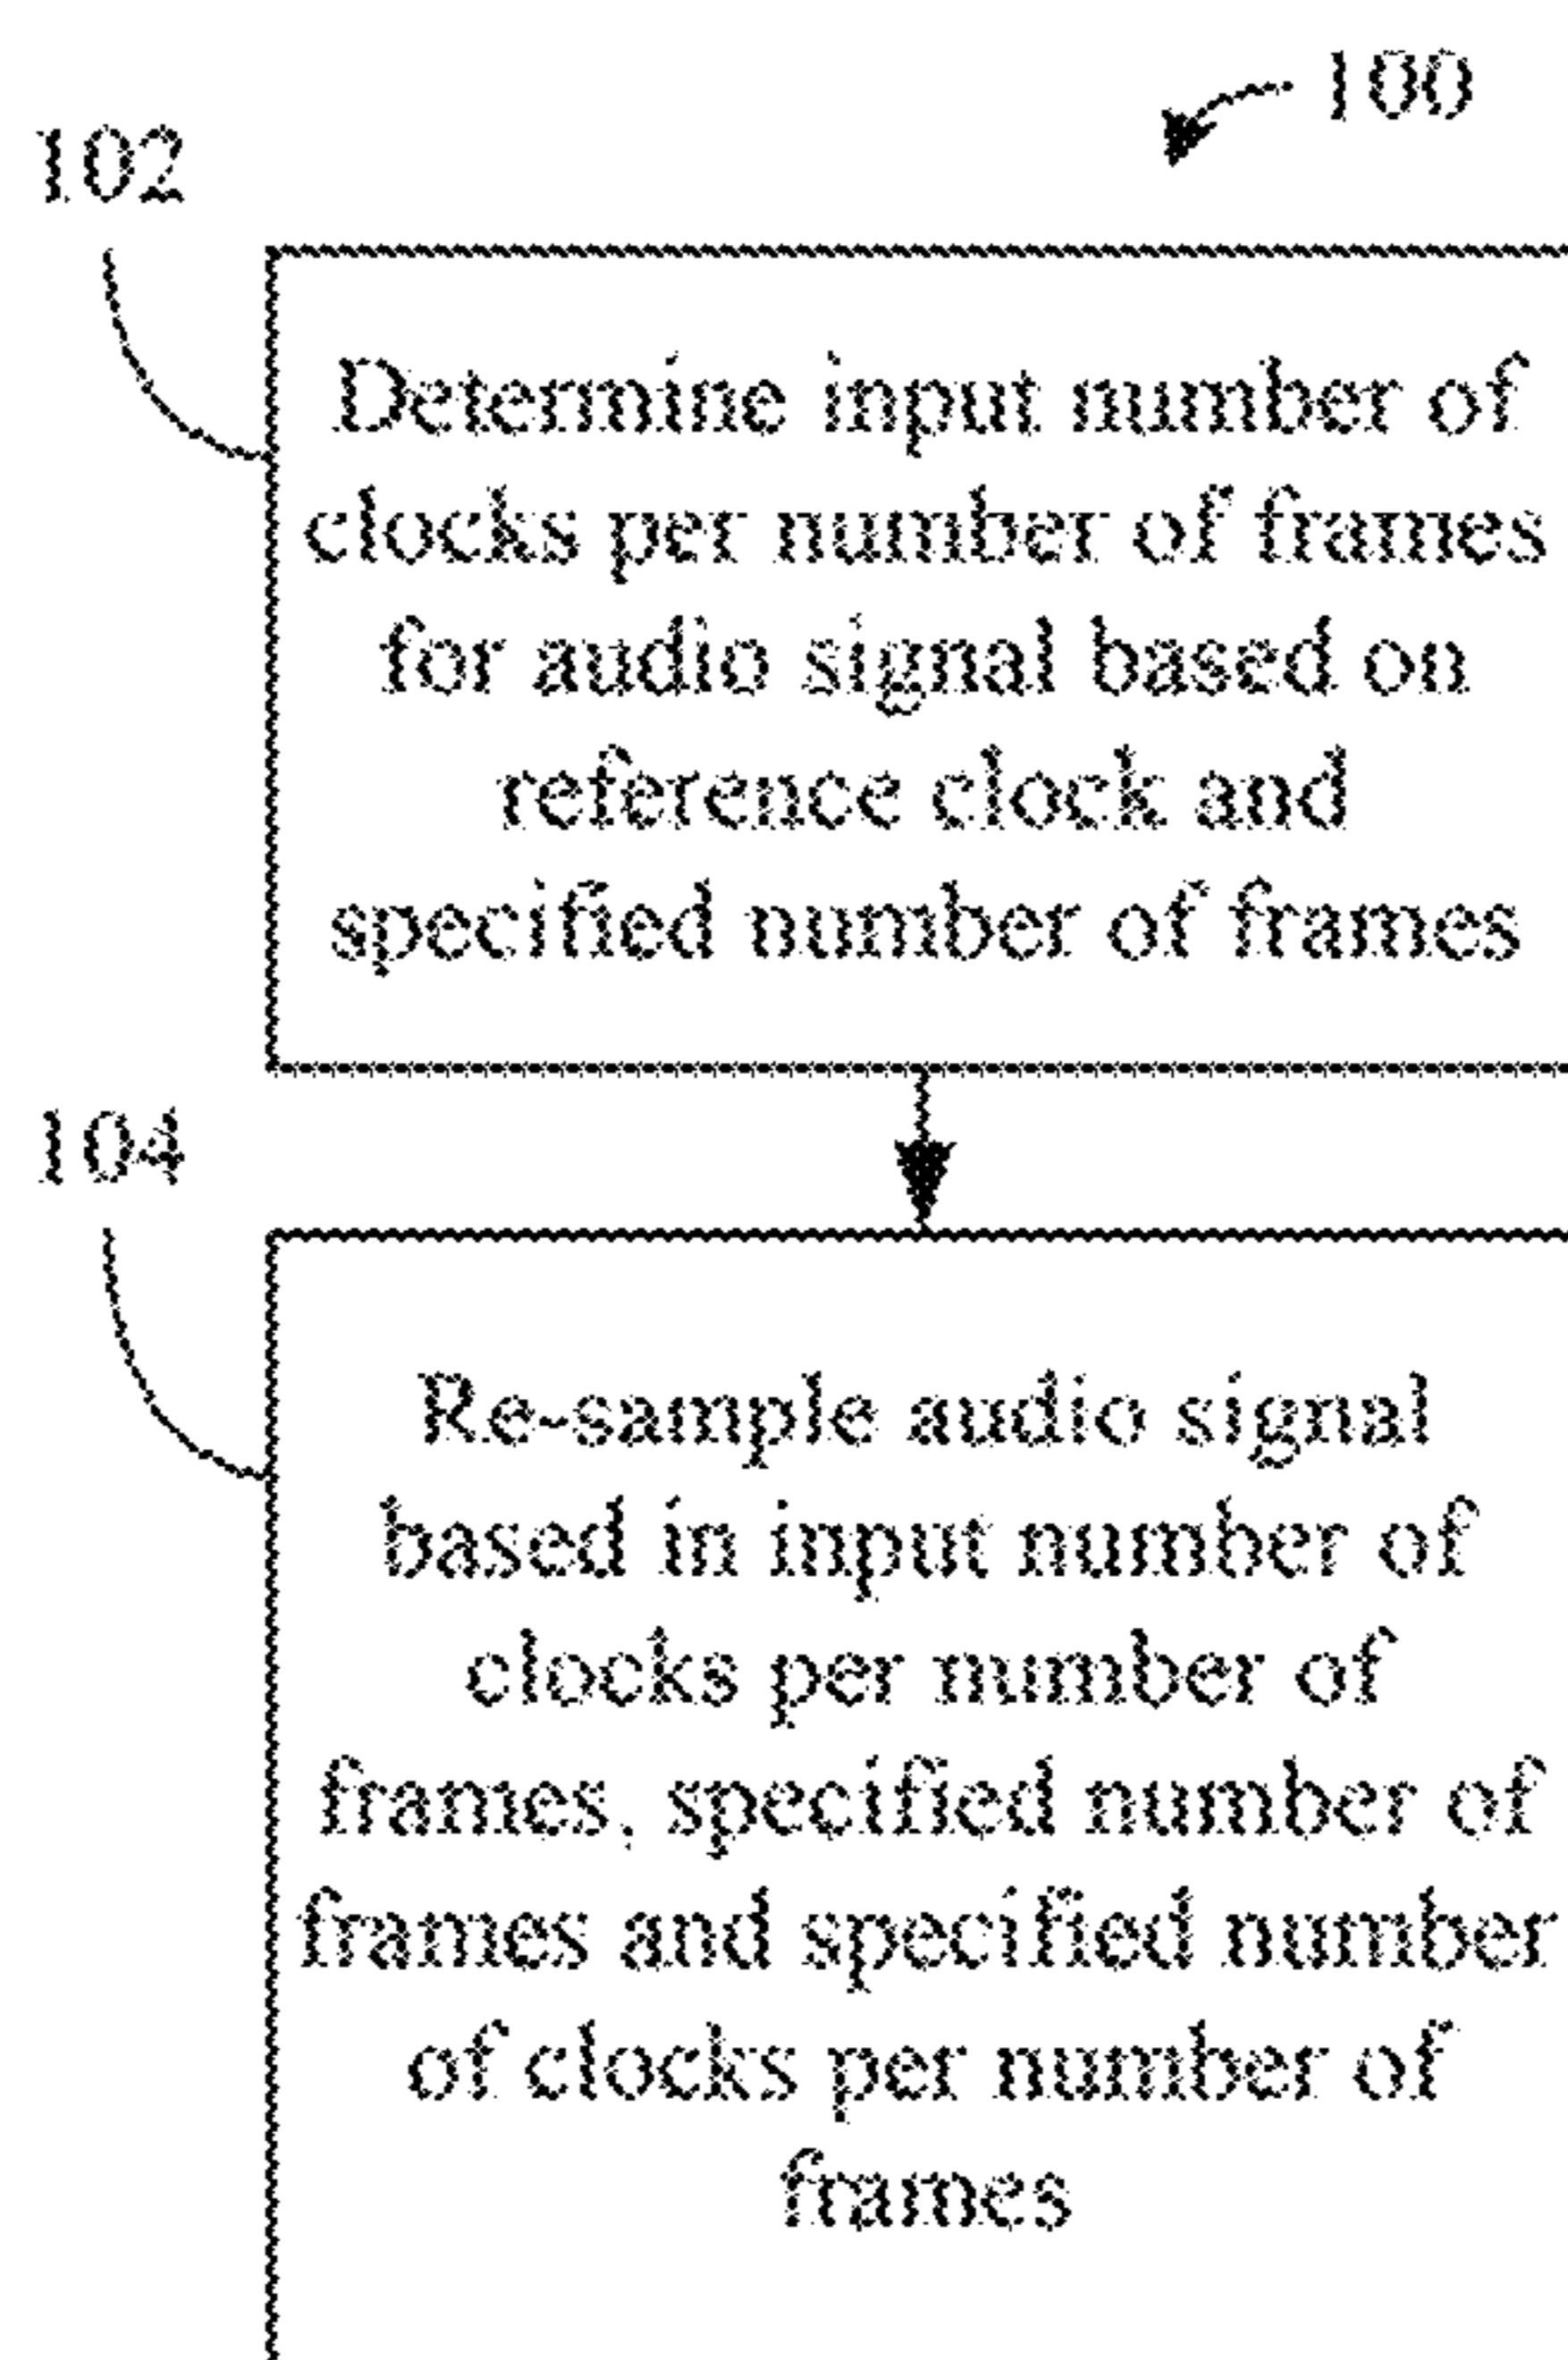 100
102
Determine input number of
clocks per number of frames
for audio signal based on
reference clock and
specified number of frames
104
Re-sample audio signal
based in input number of
clocks per number of
frames, specified number of
frames and specified number
of clocks per number of
frames